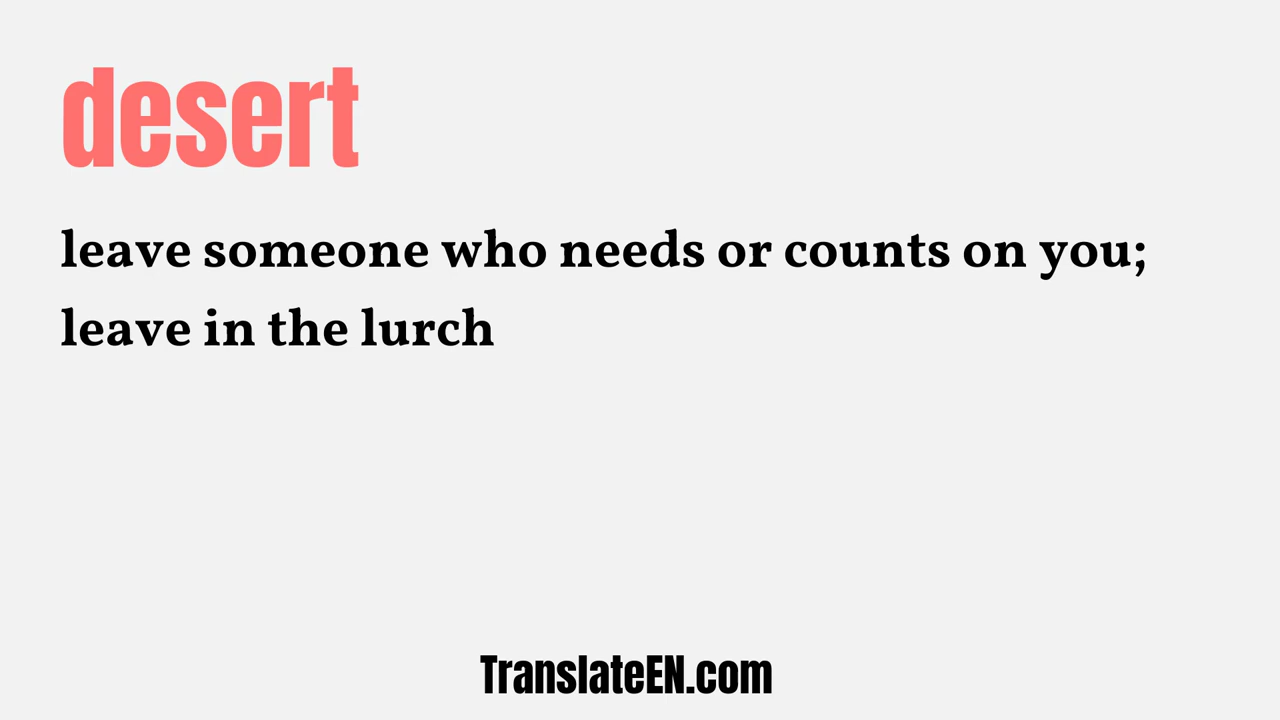 desert
leave someone who needs or counts on you;
leave in the lurch
TranslateEN.com